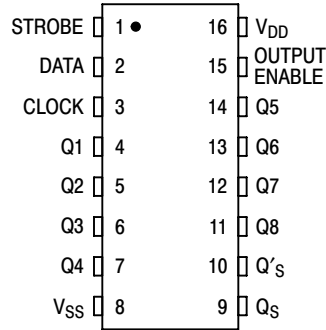 STROBE 1 16 VDD
DATA 2 15 OUTPUT ENABLE
CLOCK 3 14 Q5
Q1 4 13 Q6
Q2 5 12 Q7
Q3 6 11 Q8
Q4 7 10 Q′S
VSS 8 9 QS